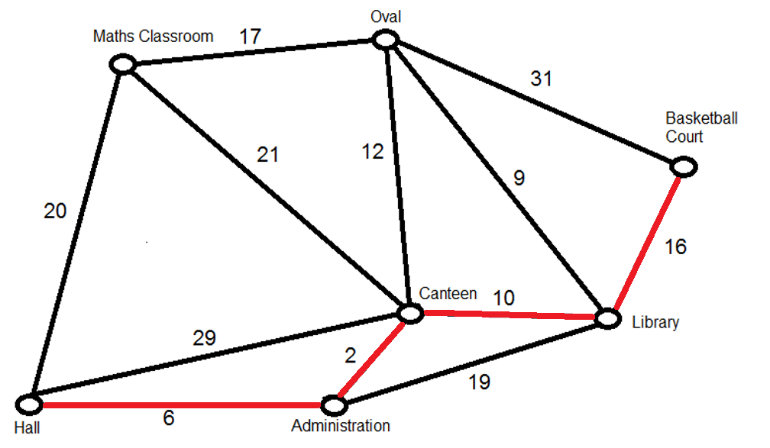 Oval
Maths Classroom
17
31
Basketball
Court
21
12
9
20
16
Canteen
10
Library
29
2
19
Hall
6
Administration